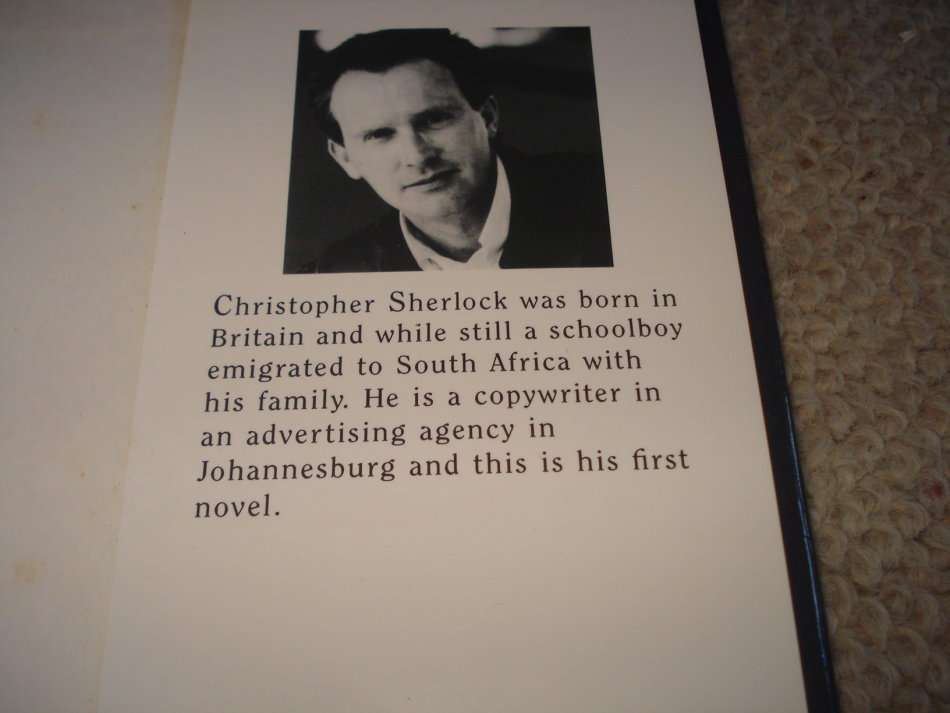 Christopher Sherlock was born in
Britain and while still a schoolboy
emigrated to South Africa with
his family. He is a copywriter in
an advertising agency in
Johannesburg and this is his first
novel.